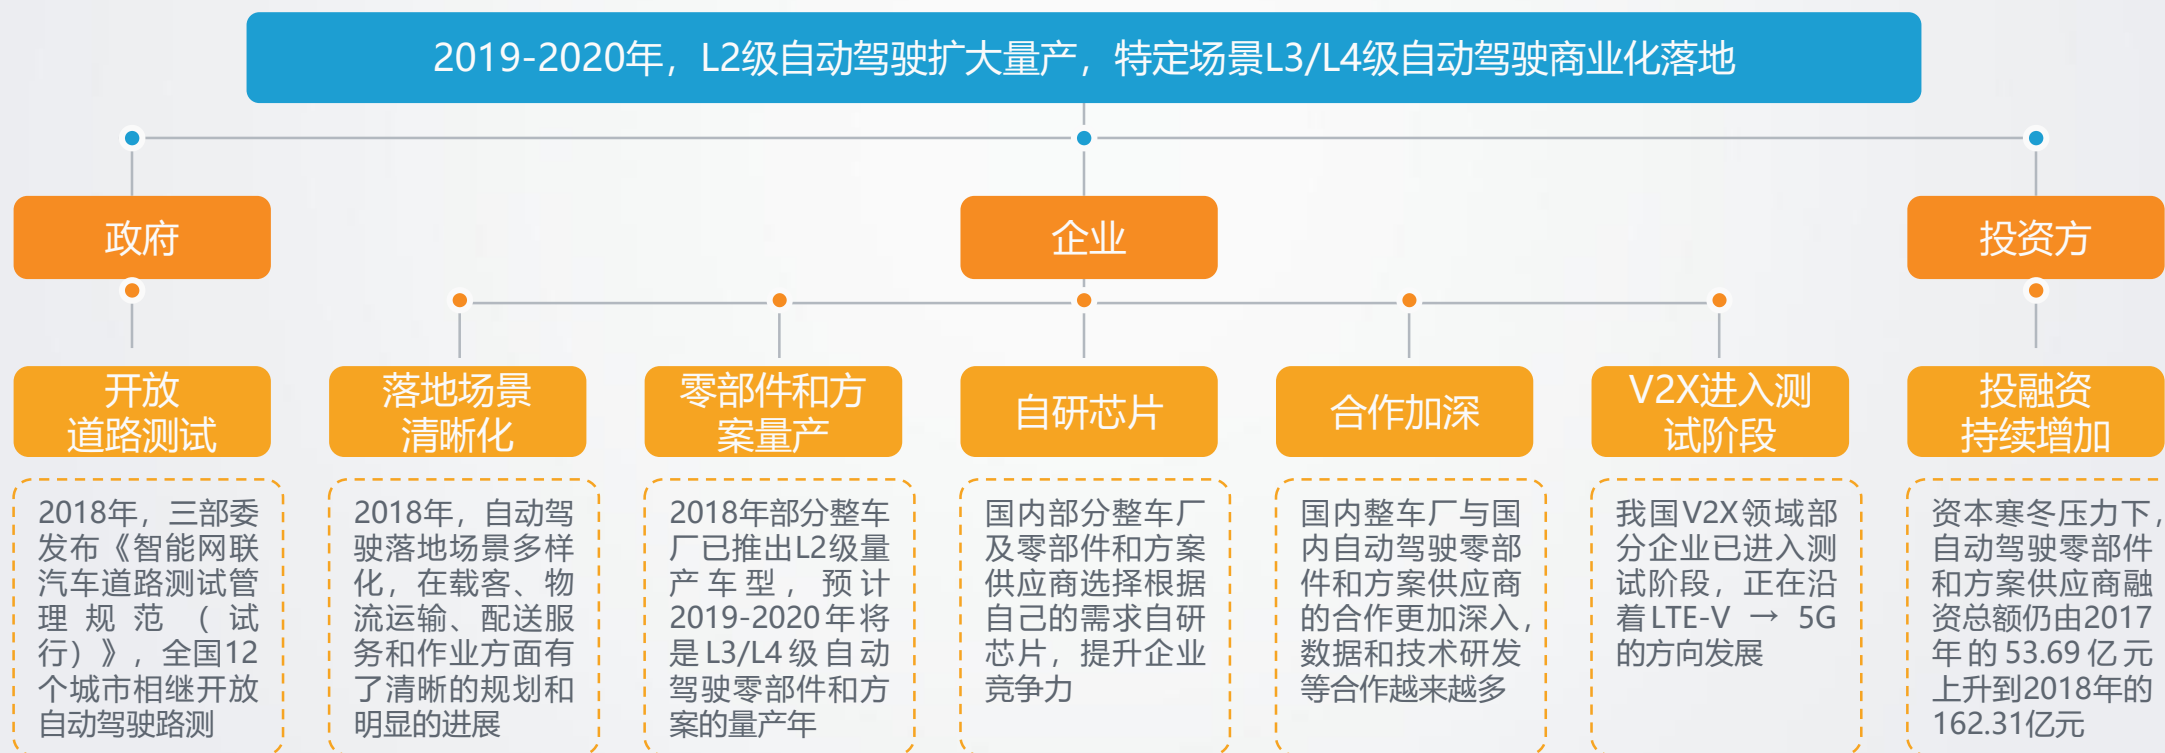 2019-2020年，L2级自动驾驶扩大量产，特定场景L3/L4级自动驾驶商业化落地
政府
企业
投资方
开放
道路测试
落地场景
清晰化
零部件和方
案量产
自研芯片
合作加深
V2X进入测
试阶段
投融资
持续增加
2018年，三部委
发布《智能网联
汽车道路测试管
理规范（试
行）》，全国12
个城市相继开放
自动驾驶路测
2018年，自动驾
驶落地场景多样
化，在载客、物
流运输、配送服
务和作业方面有
了清晰的规划和
明显的进展
2018年部分整车
厂已推出L2级量
产车型，预计
2019-2020年将
是L3/L4级自动
驾驶零部件和方
案的量产年
国内部分整车厂
及零部件和方案
供应商选择根据
自己的需求自研
芯片，提升企业
竞争力
国内整车厂与国
内自动驾驶零部
件和方案供应商
的合作更加深入，
数据和技术研发
等合作越来越多
我国V2X领域部
分企业已进入测
试阶段，正在沿
着LTE-V → 5G
的方向发展
资本寒冬压力下，
自动驾驶零部件
和方案供应商融
资总额仍由2017
年的53.69亿元
上升到2018年的
162.31亿元